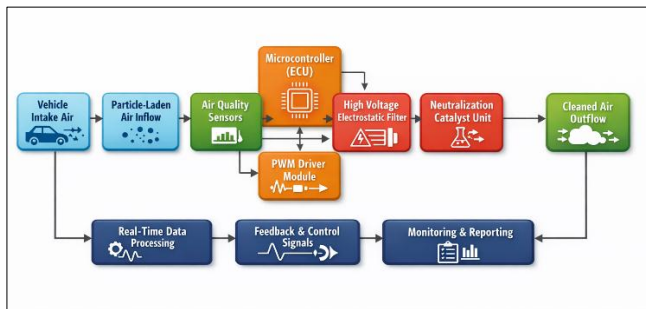 Microcontroller
(ECU)
Vehicle
Intake Air
Particle-Laden
Air Inflow
Air Quality
Sensors
High Voltage
Electrostatic Filter
Neutralization
Catalyst Unit
Cleaned Air
Outflow
PWM Driver
Module
Real-Time Data
Processing
Feedback & Control
Signals
Monitoring & Reporting